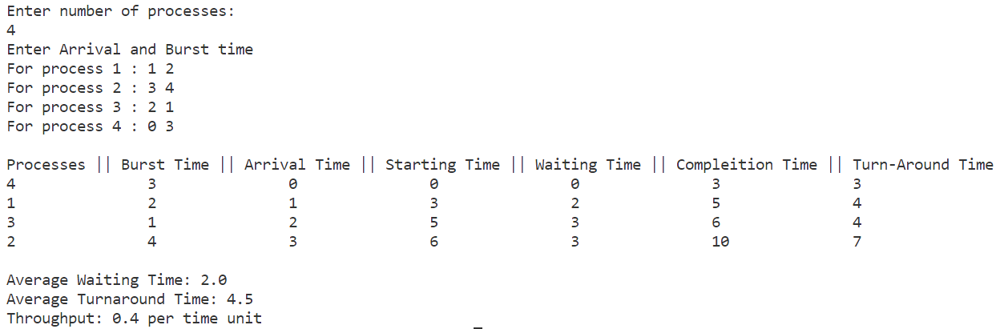 Enter number of processes:
4
Enter Arrival and Burst time
For process 1 : 1 2
For process 2 : 3 4
For process 3 : 2 1
For process 4 : 0 3
Processes || Burst Time || Arrival Time || Starting Time || Waiting Time || Compleition Time || Turn-Around Time
4 3 0 0 0 3 3
1 2 1 3 2 5 4
3 1 2 5 3 6 4
2 4 3 6 3 10 7
Average Waiting Time: 2.0
Average Turnaround Time: 4.5
Throughput: 0.4 per time unit